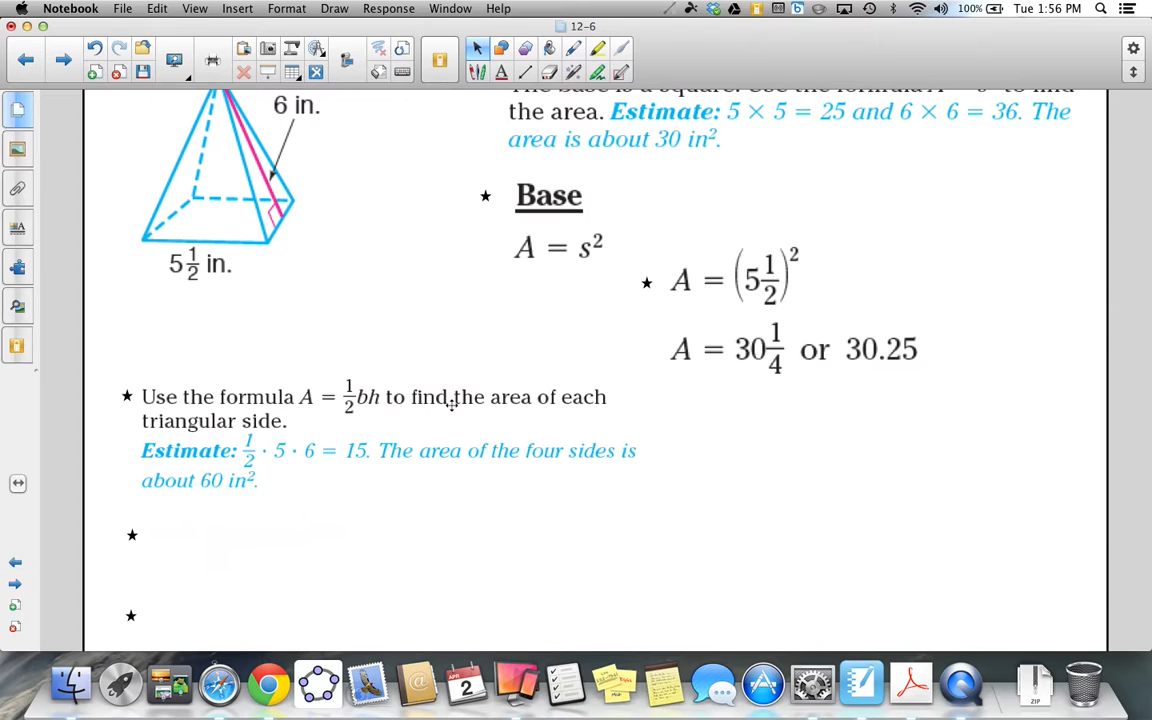 Notebook File Edit View Insert Format Draw Response Window Help 100% Tue 1:56 PM
12-6
6 in.
the area. Estimate: 5 × 5 = 25 and 6 × 6 = 36. The
area is about 30 in².
★ Base
A = s²
5 1/2 in.
★ A = (5 1/2)²
A = 30 1/4 or 30.25
★ Use the formula A = 1/2 bh to find the area of each
triangular side.
Estimate: 1/2 · 5 · 6 = 15. The area of the four sides is
about 60 in².
★
★
APR
2
ZIP